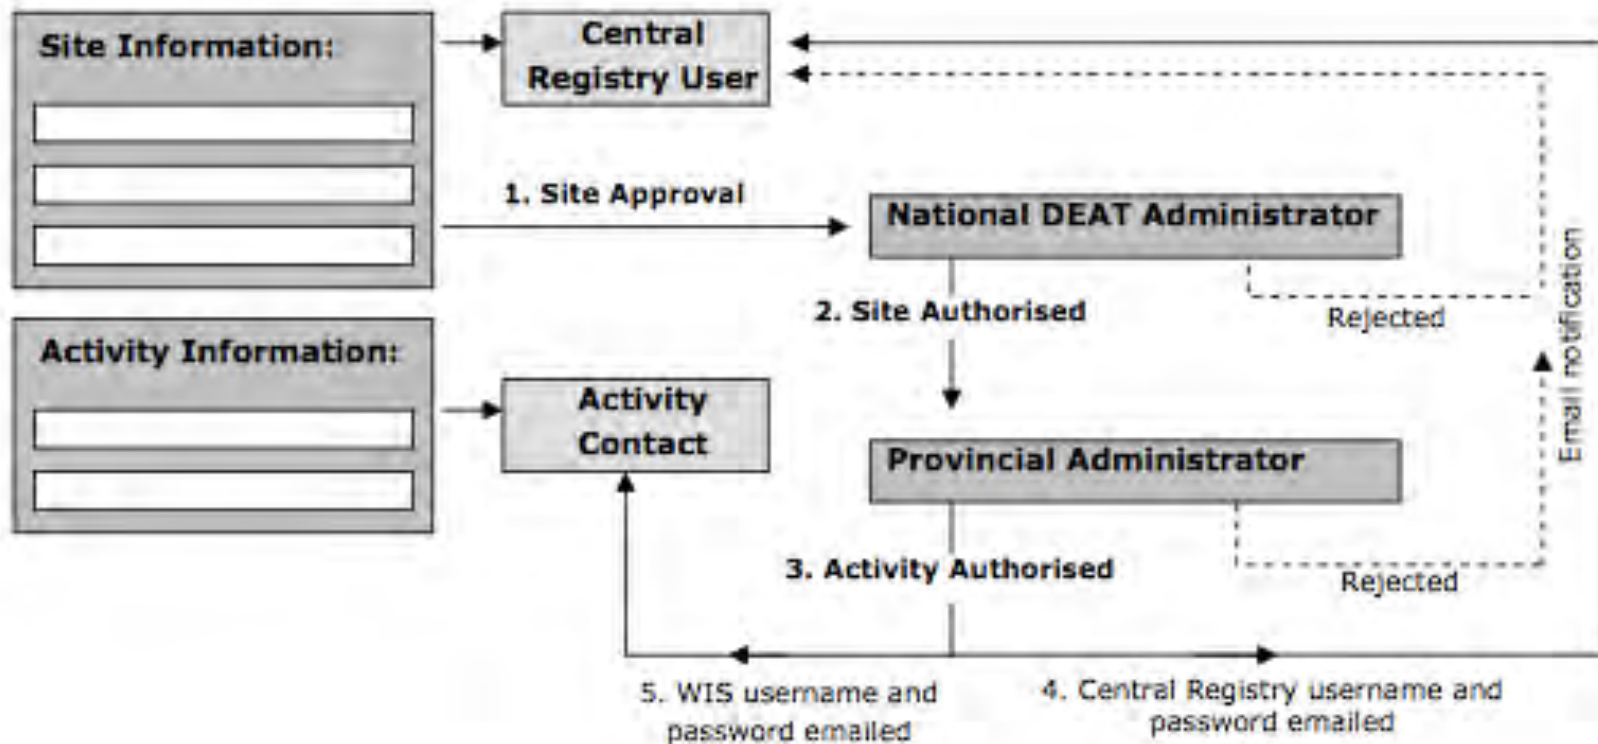 Site Information:
Central
Registry User
1. Site Approval
National DEAT Administrator
2. Site Authorised
Rejected
Email notification
Activity Information:
Activity
Contact
Provincial Administrator
3. Activity Authorised
Rejected
5. WIS username and
password emailed
4. Central Registry username and
password emailed